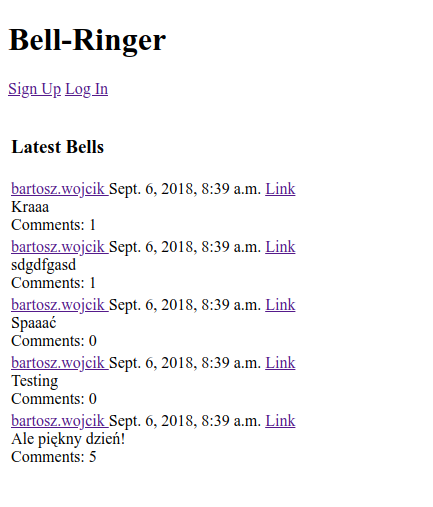 Bell-Ringer
Sign Up Log In
Latest Bells
bartosz.wojcik Sept. 6, 2018, 8:39 a.m. Link
Kraaa
Comments: 1
bartosz.wojcik Sept. 6, 2018, 8:39 a.m. Link
sdgdfgasd
Comments: 1
bartosz.wojcik Sept. 6, 2018, 8:39 a.m. Link
Spaaać
Comments: 0
bartosz.wojcik Sept. 6, 2018, 8:39 a.m. Link
Testing
Comments: 0
bartosz.wojcik Sept. 6, 2018, 8:39 a.m. Link
Ale piękny dzień!
Comments: 5